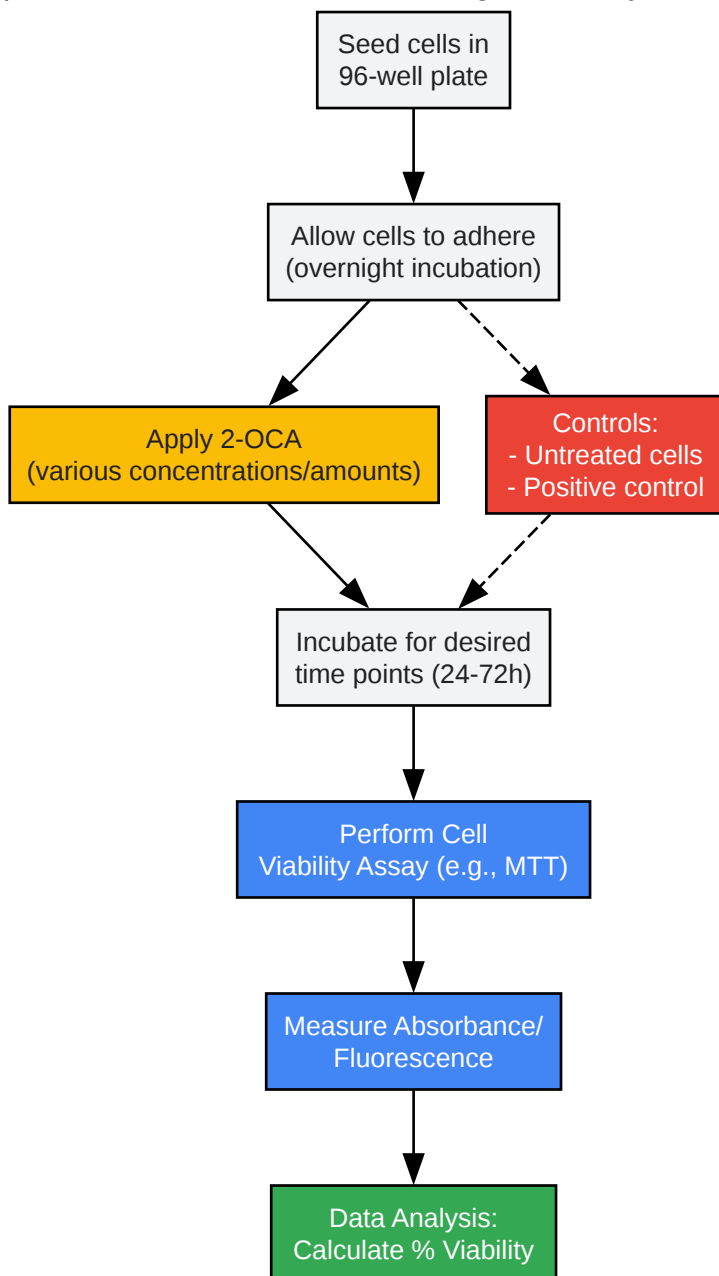 Seed cells in
96-well plate
Allow cells to adhere
(overnight incubation)
Apply 2-OCA
(various concentrations/amounts)
Controls:
- Untreated cells
- Positive control
Incubate for desired
time points (24-72h)
Perform Cell
Viability Assay (e.g., MTT)
Measure Absorbance/
Fluorescence
Data Analysis:
Calculate % Viability